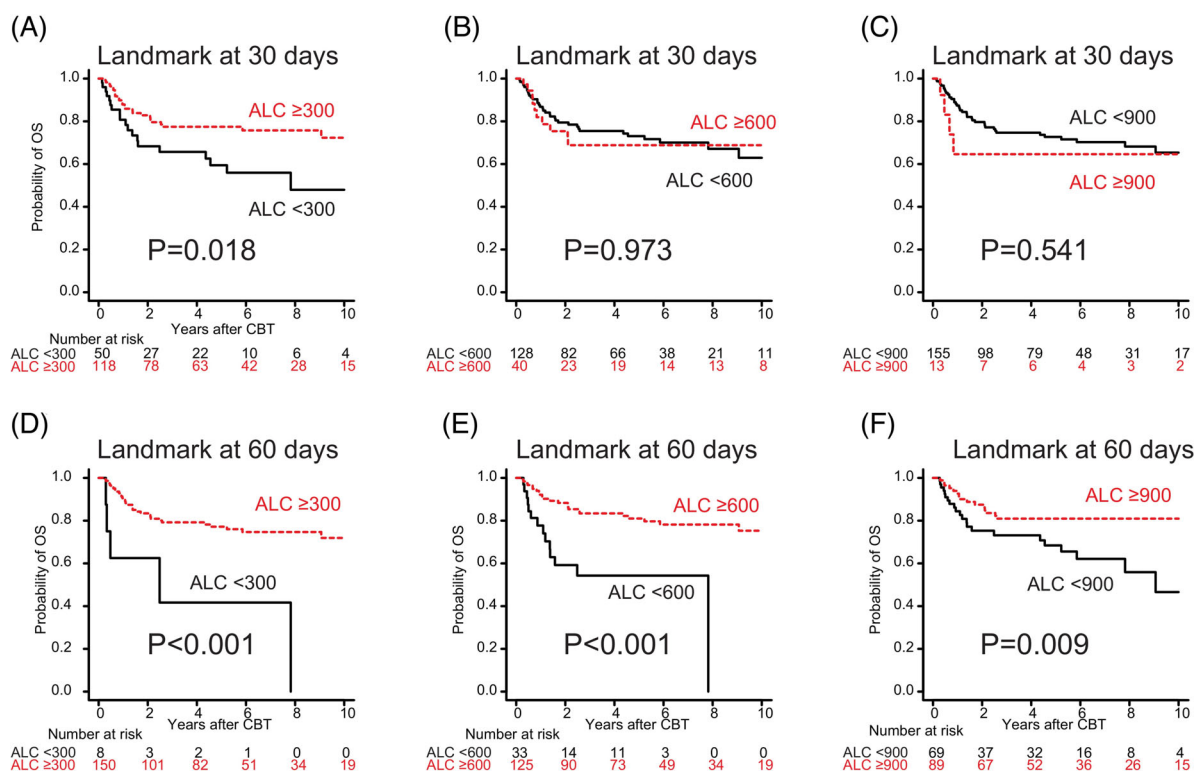 (A)
Landmark at 30 days
1.0
0.8
0.6
0.4
0.2
0.0
Probability of OS
ALC ≥300
ALC <300
P=0.018
0 2 4 6 8 10
Years after CBT
Number at risk
ALC <300 50 27 22 10 6 4
ALC ≥300 118 78 63 42 28 15
(B)
Landmark at 30 days
1.0
0.8
0.6
0.4
0.2
0.0
ALC ≥600
ALC <600
P=0.973
0 2 4 6 8 10
ALC <600 128 82 66 38 21 11
ALC ≥600 40 23 19 14 13 8
(C)
Landmark at 30 days
1.0
0.8
0.6
0.4
0.2
0.0
ALC <900
ALC ≥900
P=0.541
0 2 4 6 8 10
ALC <900 155 98 79 48 31 17
ALC ≥900 13 7 6 4 3 2
(D)
Landmark at 60 days
1.0
0.8
0.6
0.4
0.2
0.0
Probability of OS
ALC ≥300
ALC <300
P<0.001
0 2 4 6 8 10
Years after CBT
Number at risk
ALC <300 8 3 2 1 0 0
ALC ≥300 150 101 82 51 34 19
(E)
Landmark at 60 days
1.0
0.8
0.6
0.4
0.2
0.0
Probability of OS
ALC ≥600
ALC <600
P<0.001
0 2 4 6 8 10
Years after CBT
Number at risk
ALC <600 33 14 11 3 0 0
ALC ≥600 125 90 73 49 34 19
(F)
Landmark at 60 days
1.0
0.8
0.6
0.4
0.2
0.0
Probability of OS
ALC ≥900
ALC <900
P=0.009
0 2 4 6 8 10
Years after CBT
Number at risk
ALC <900 69 37 32 16 8 4
ALC ≥900 89 67 52 36 26 15